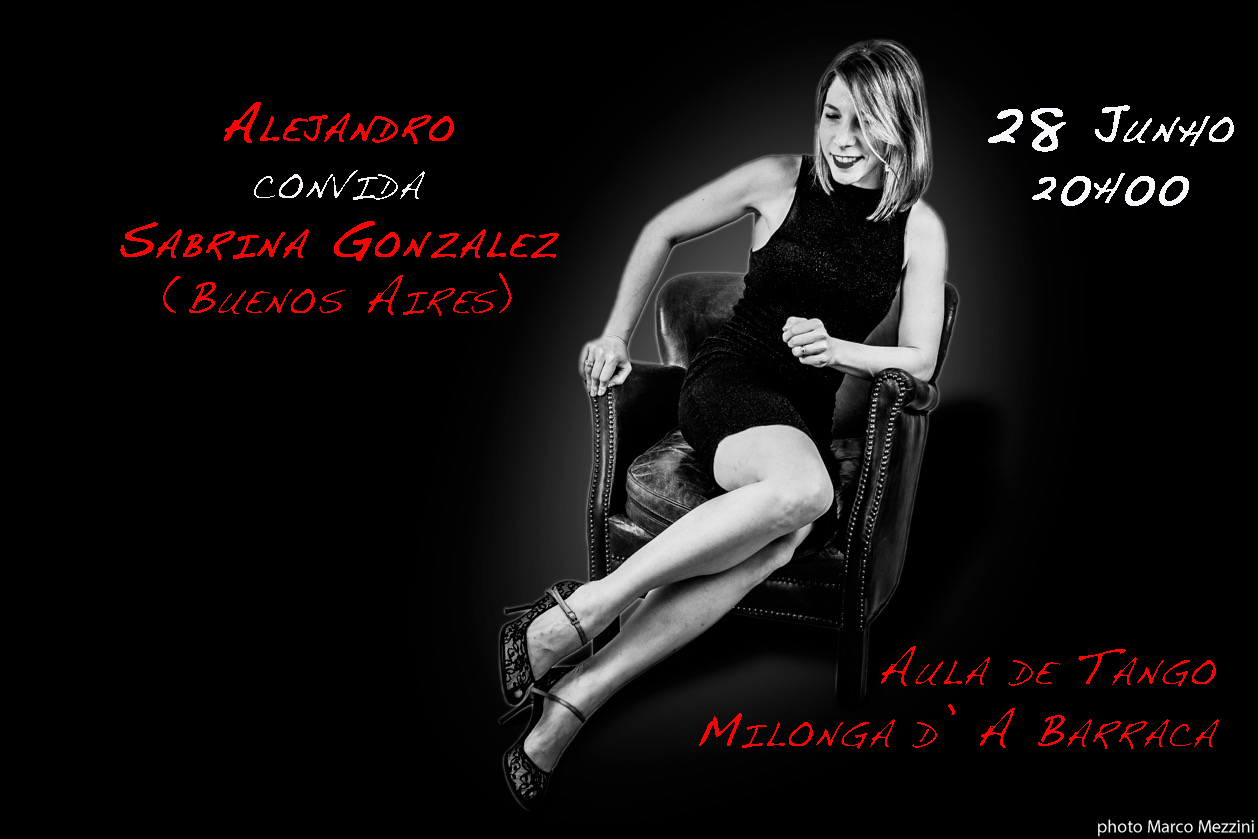 Alejandro
convida
Sabrina Gonzalez
(Buenos Aires)
28 Junho
20h00
Aula de Tango
Milonga d` A Barraca
photo Marco Mezzini